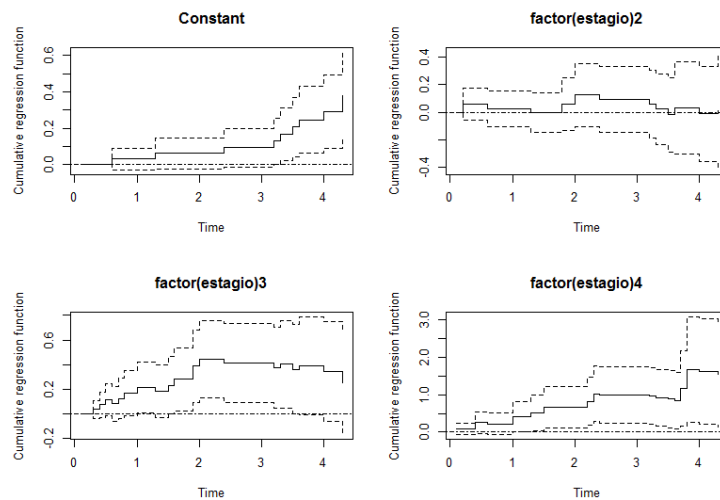 Constant
Cumulative regression function
0.0 0.2 0.4 0.6
0 1 2 3 4
Time
factor(estagio)2
Cumulative regression function
-0.4 0.0 0.2 0.4
0 1 2 3 4
Time
factor(estagio)3
Cumulative regression function
-0.2 0.2 0.6
0 1 2 3 4
Time
factor(estagio)4
Cumulative regression function
0.0 1.0 2.0 3.0
0 1 2 3 4
Time